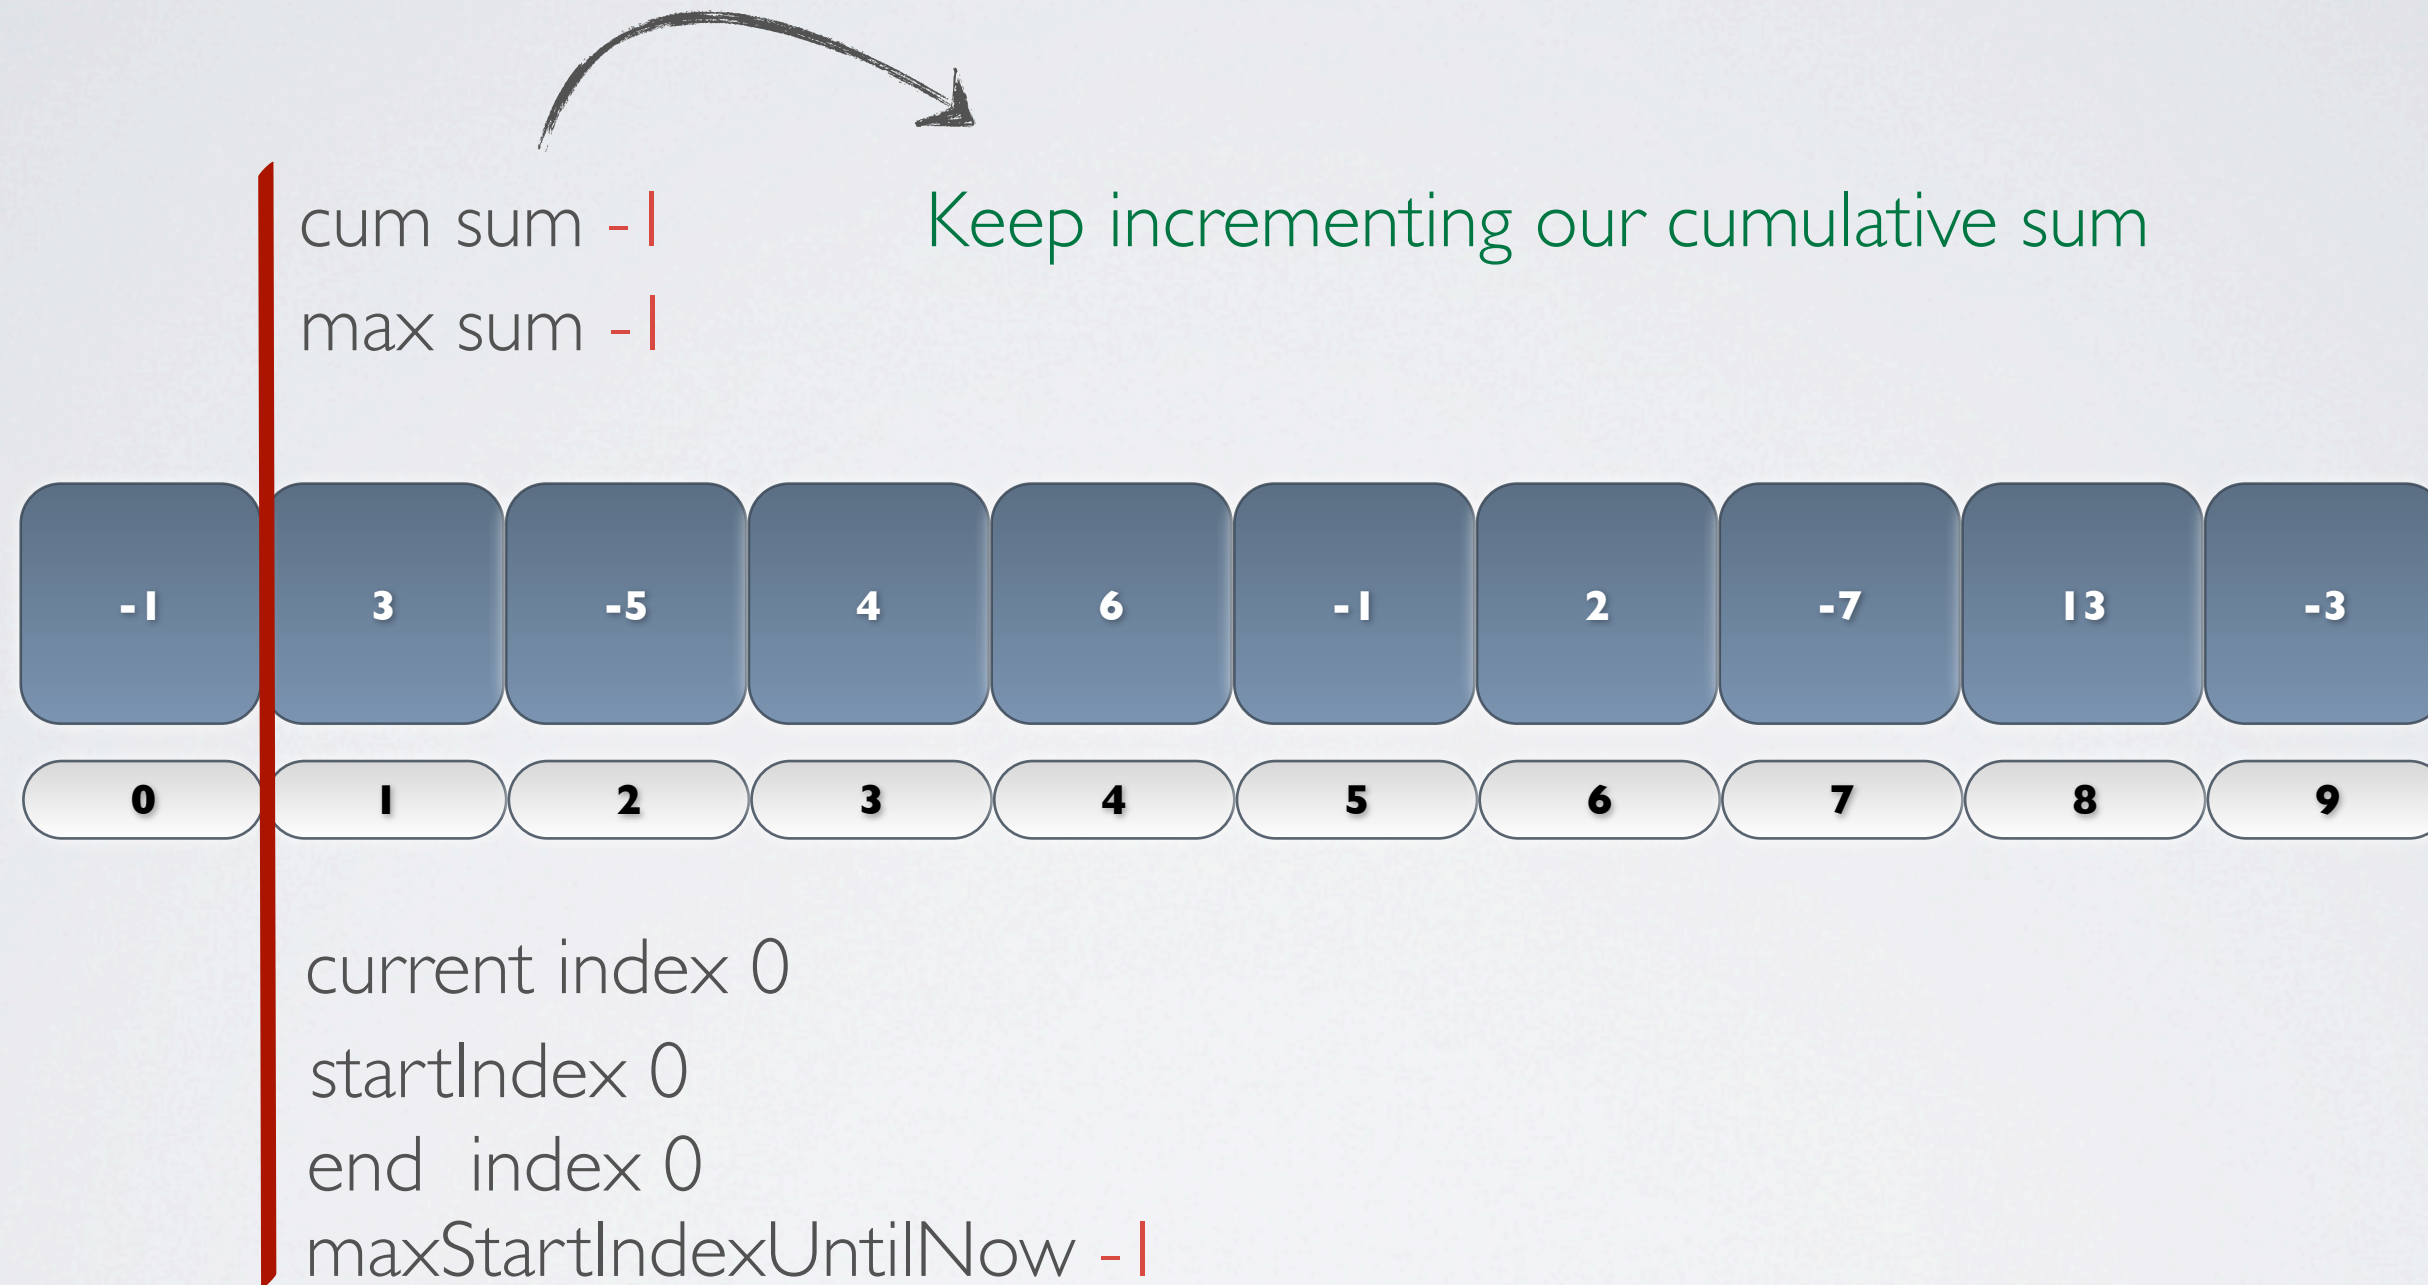 cum sum -1
Keep incrementing our cumulative sum
max sum -1
-1 3 -5 4 6 -1 2 -7 13 -3
0 1 2 3 4 5 6 7 8 9
current index 0
startIndex 0
end index 0
maxStartIndexUntilNow -1